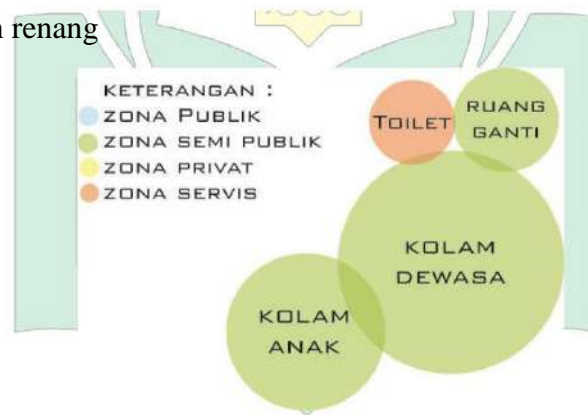 renang
KETERANGAN :
ZONA PUBLIK
ZONA SEMI PUBLIK
ZONA PRIVAT
ZONA SERVIS
TOILET
RUANG
GANTI
KOLAM
DEWASA
KOLAM
ANAK